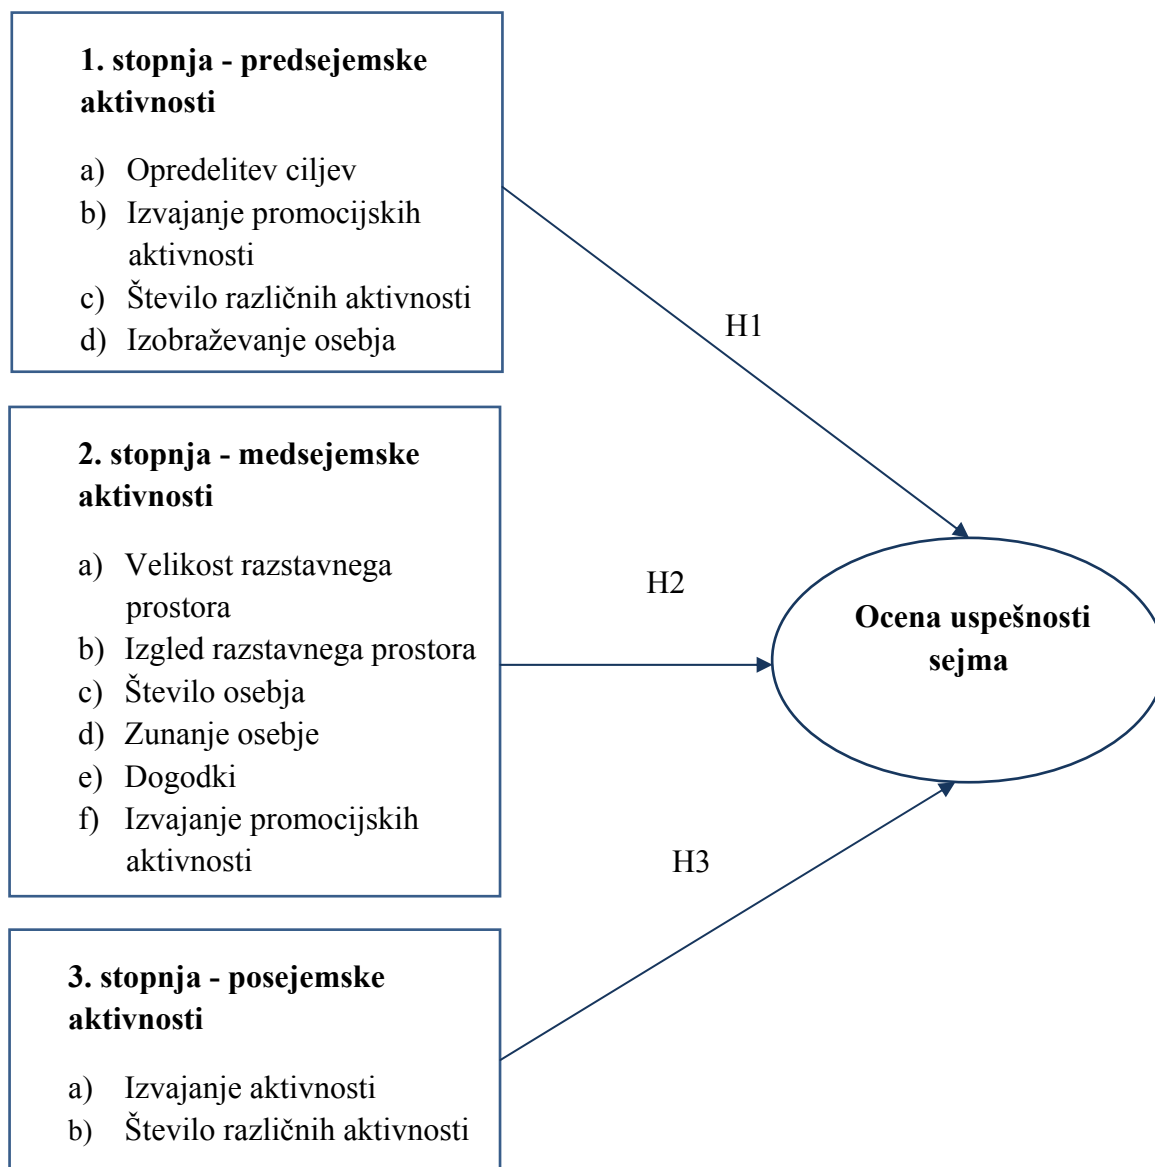 1. stopnja - predsejemske
aktivnosti
a) Opredelitev ciljev
b) Izvajanje promocijskih
aktivnosti
c) Število različnih aktivnosti
d) Izobraževanje osebja
H1
2. stopnja - medsejemske
aktivnosti
a) Velikost razstavnega
prostora
b) Izgled razstavnega prostora
c) Število osebja
d) Zunanje osebje
e) Dogodki
f) Izvajanje promocijskih
aktivnosti
H2
Ocena uspešnosti
sejma
H3
3. stopnja - posejemske
aktivnosti
a) Izvajanje aktivnosti
b) Število različnih aktivnosti